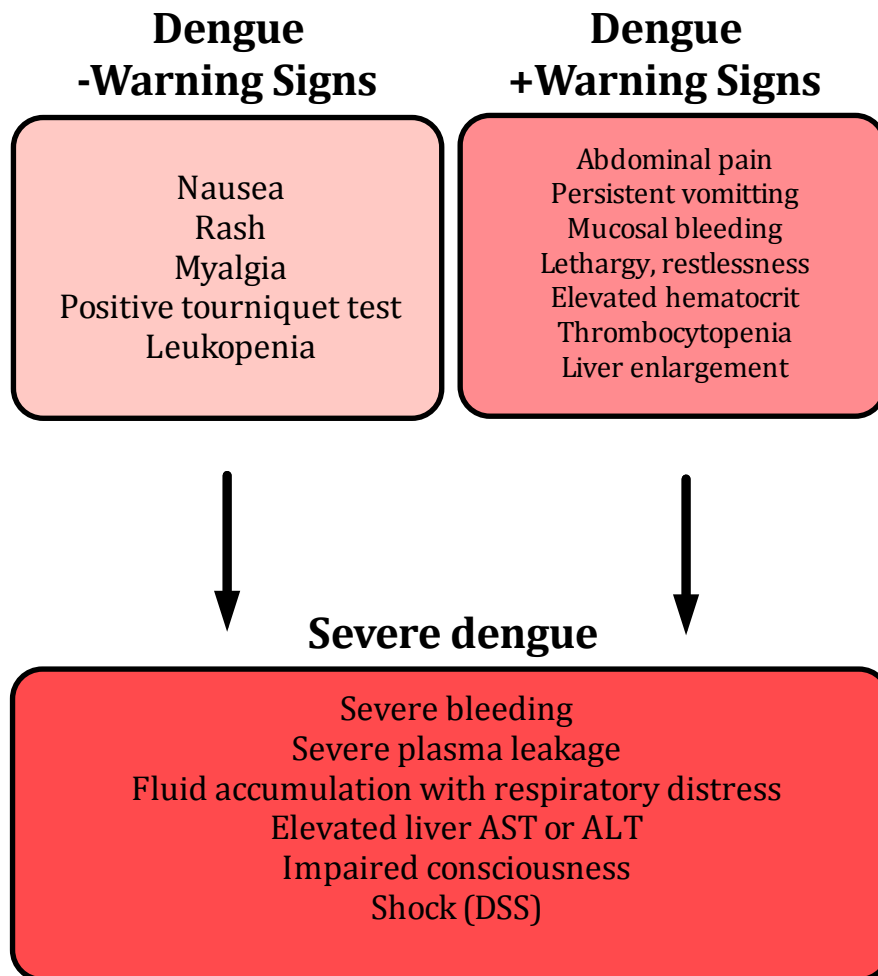 Dengue
-Warning Signs
Nausea
Rash
Myalgia
Positive tourniquet test
Leukopenia
Dengue
+Warning Signs
Abdominal pain
Persistent vomitting
Mucosal bleeding
Lethargy, restlessness
Elevated hematocrit
Thrombocytopenia
Liver enlargement
Severe dengue
Severe bleeding
Severe plasma leakage
Fluid accumulation with respiratory distress
Elevated liver AST or ALT
Impaired consciousness
Shock (DSS)